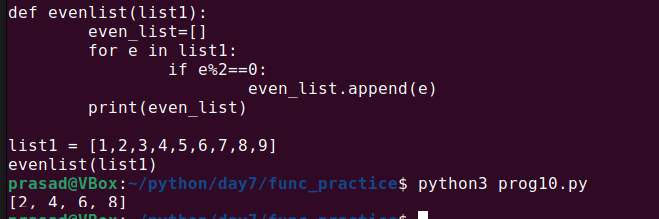 def evenlist(list1):
        even_list=[]
        for e in list1:
                if e%2==0:
                        even_list.append(e)
        print(even_list)

list1 = [1,2,3,4,5,6,7,8,9]
evenlist(list1)
prasad@VBox:~/python/day7/func_practice$ python3 prog10.py
[2, 4, 6, 8]
prasad@VBox:~/python/day7/func_practice$